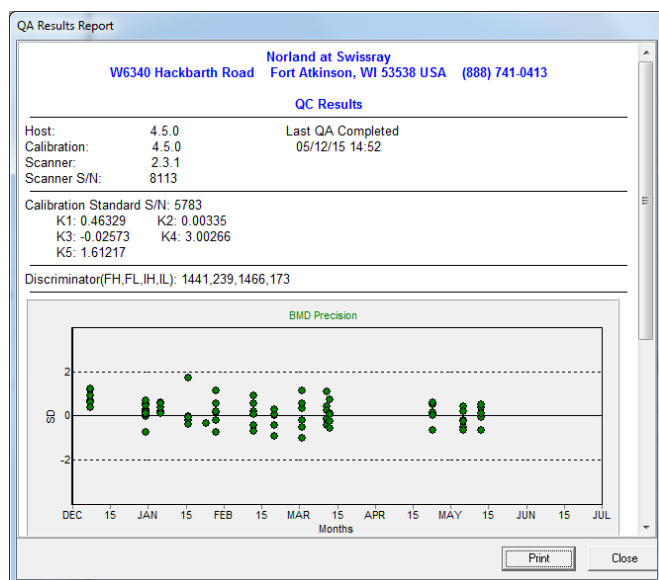 QA Results Report
Norland at Swissray
W6340 Hackbarth Road Fort Atkinson, WI 53538 USA (888) 741-0413
QC Results
Host: 4.5.0 Last QA Completed
Calibration: 4.5.0 05/12/15 14:52
Scanner: 2.3.1
Scanner S/N: 8113
Calibration Standard S/N: 5783
K1: 0.46329 K2: 0.00335
K3: -0.02573 K4: 3.00266
K5: 1.61217
Discriminator(FH,FL,IH,IL): 1441,239,1466,173
BMD Precision
2
SD 0
-2
DEC 15 JAN 15 FEB 15 MAR 15 APR 15 MAY 15 JUN 15 JUL
Months
Print Close